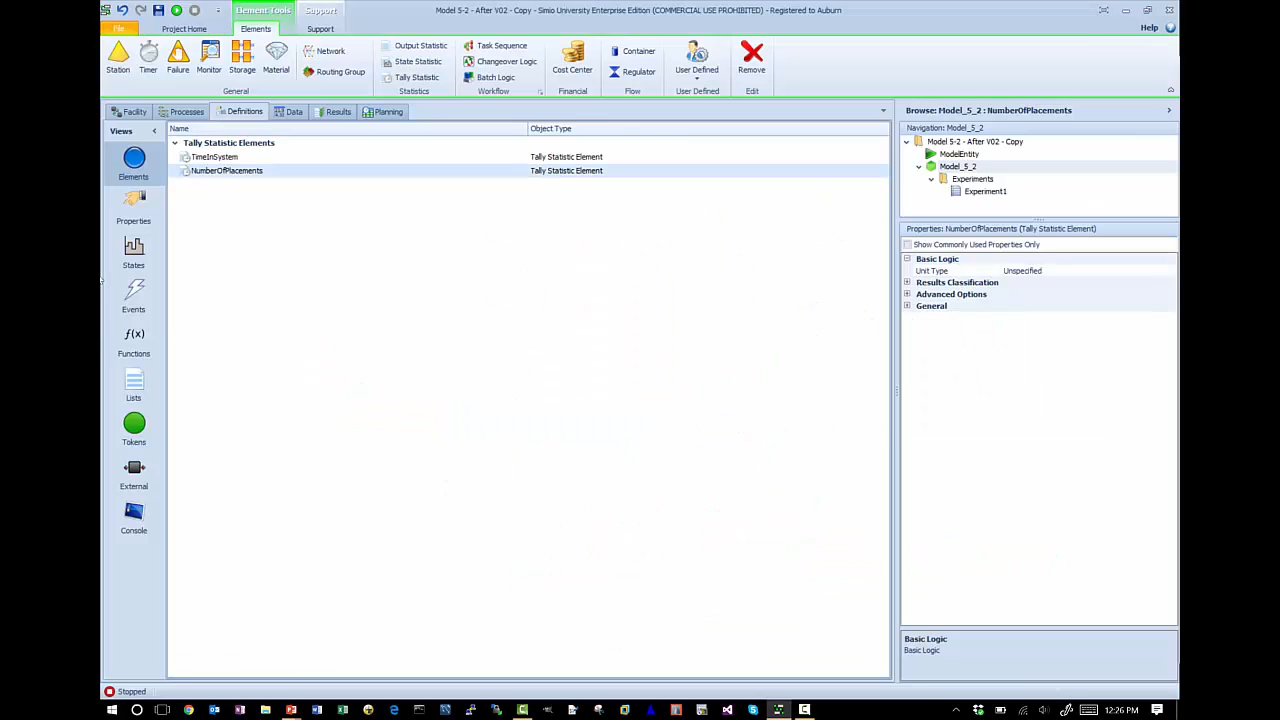 Element Tools
Support
Model 5-2 - After V02 - Copy - Simio University Enterprise Edition (COMMERCIAL USE PROHIBITED) - Registered to Auburn
File
Project Home
Elements
Support
Help
Station
Timer
Failure
Monitor
Storage
Material
Network
Routing Group
Output Statistic
State Statistic
Tally Statistic
Task Sequence
Changeover Logic
Batch Logic
Cost Center
Container
Regulator
User Defined
Remove
General
Statistics
Workflow
Financial
Flow
User Defined
Edit
Facility
Processes
Definitions
Data
Results
Planning
Browse: Model_5_2 : NumberOfPlacements
Views
Name
Object Type
Navigation: Model_5_2
Tally Statistic Elements
Model 5-2 - After V02 - Copy
TimeInSystem
Tally Statistic Element
ModelEntity
NumberOfPlacements
Tally Statistic Element
Model_5_2
Experiments
Experiment1
Elements
Properties
States
Events
Functions
Lists
Tokens
External
Console
f(x)
Properties: NumberOfPlacements (Tally Statistic Element)
Show Commonly Used Properties Only
Basic Logic
Unit Type
Unspecified
Results Classification
Advanced Options
General
Basic Logic
Basic Logic
Stopped
12:26 PM